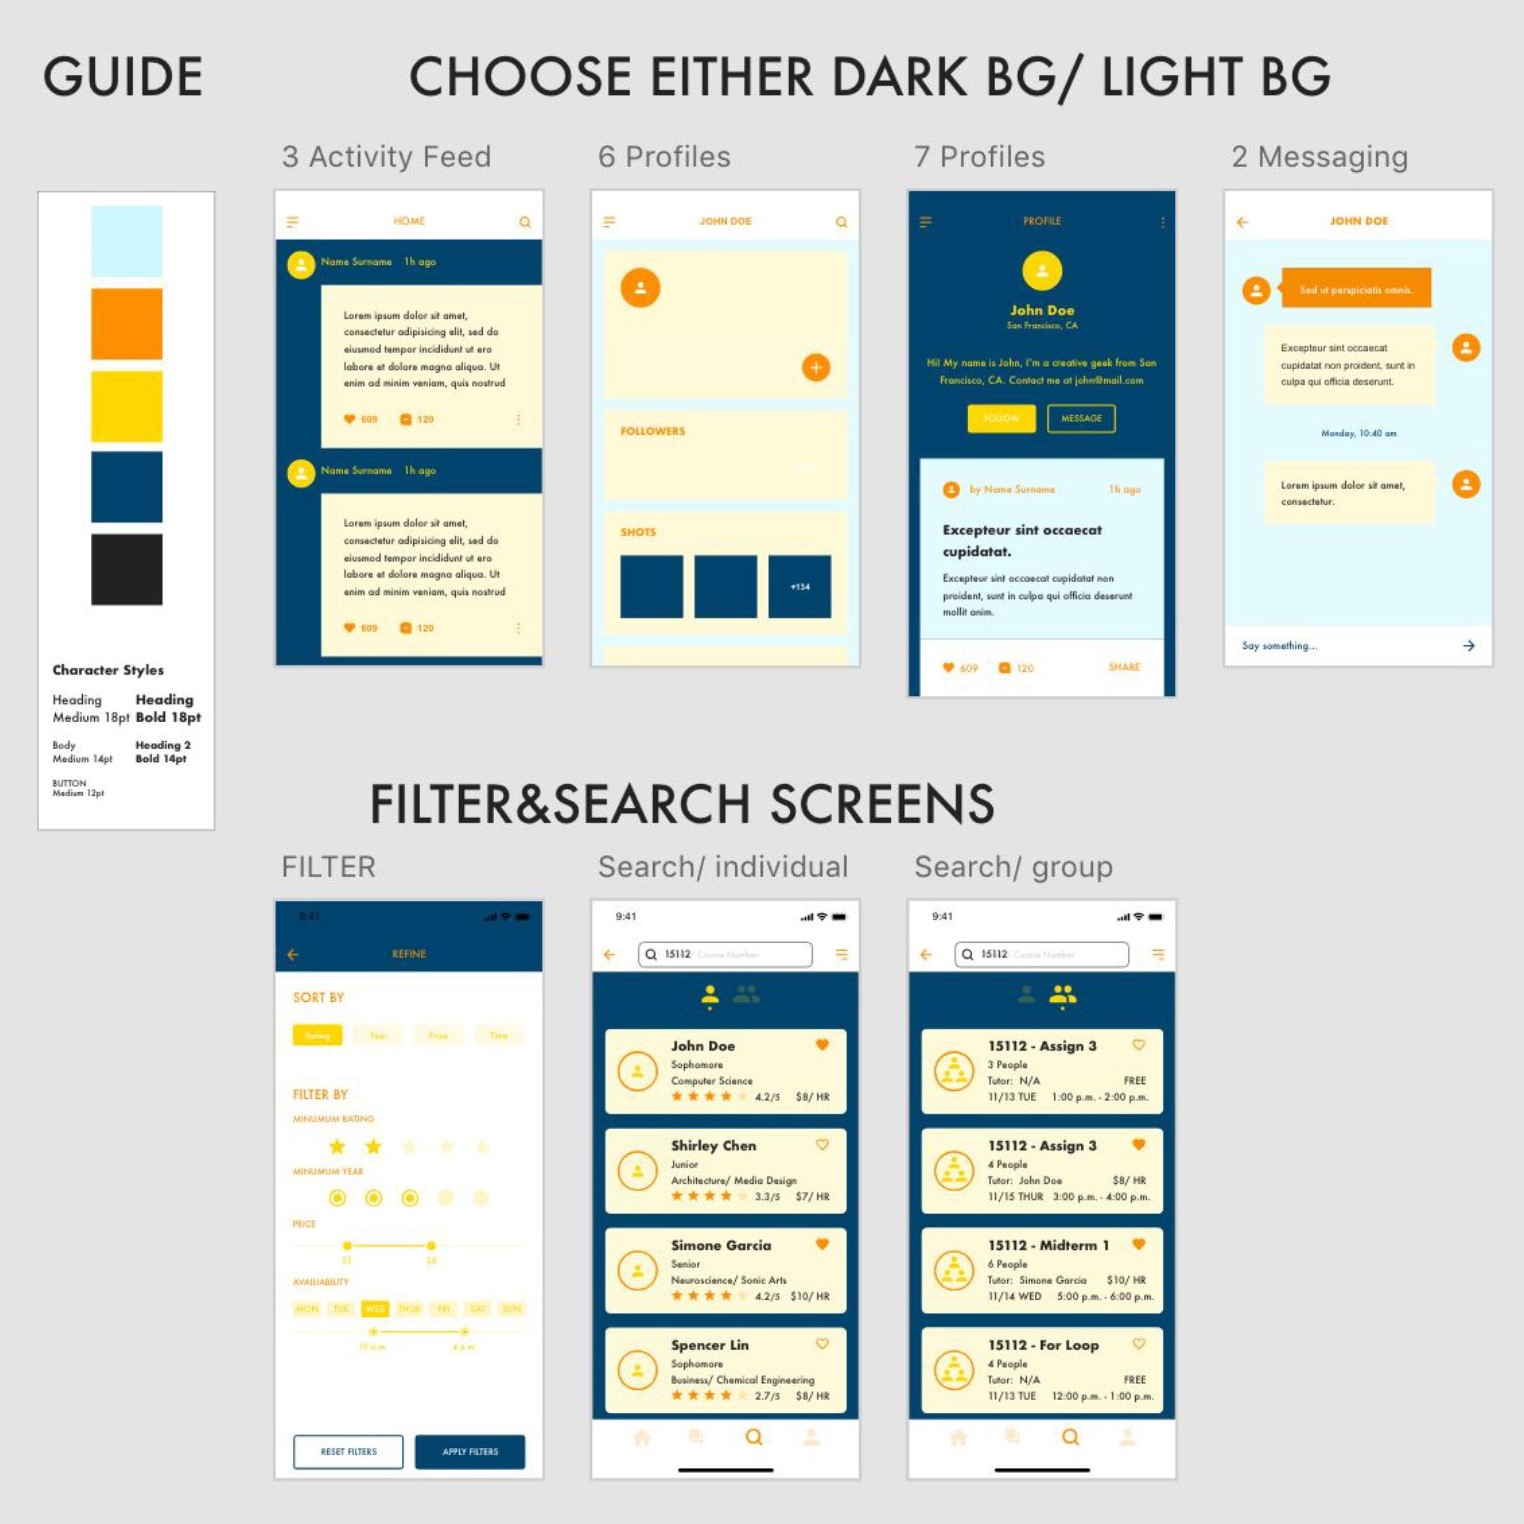 GUIDE
CHOOSE EITHER DARK BG/ LIGHT BG
3 Activity Feed
6 Profiles
7 Profiles
2 Messaging
Character Styles
Heading
Medium 18pt
Heading
Bold 18pt
Body
Medium 14pt
Heading 2
Bold 14pt
BUTTON
Medium 12pt
HOME
Name Surname 1h ago
Lorem ipsum dolor sit amet,
consectetur adipisicing elit, sed do
eiusmod tempor incididunt ut ero
labore et dolore magna aliqua. Ut
enim ad minim veniam, quis nostrud
609 120
Name Surname 1h ago
Lorem ipsum dolor sit amet,
consectetur adipisicing elit, sed do
eiusmod tempor incididunt ut ero
labore et dolore magna aliqua. Ut
enim ad minim veniam, quis nostrud
609 120
JOHN DOE
FOLLOWERS
SHOTS
+134
PROFILE
John Doe
San Francisco, CA
Hi! My name is John, I'm a creative geek from San
Francisco, CA. Contact me at john@mail.com
FOLLOW
MESSAGE
by Name Surname 1h ago
Excepteur sint occaecat
cupidatat.
Excepteur sint occaecat cupidatat non
proident, sunt in culpa qui officia deserunt
mollit anim.
609 120 SHARE
JOHN DOE
Sed ut perspiciatis omnis.
Excepteur sint occaecat
cupidatat non proident, sunt in
culpa qui officia deserunt.
Monday, 10:40 am
Lorem ipsum dolor sit amet,
consectetur.
Say something...
FILTER&SEARCH SCREENS
FILTER
Search/ individual
Search/ group
9:41
REFINE
SORT BY
Rating Year Price Time
FILTER BY
MINUMUM RATING
MINUMUM YEAR
PRICE
$5 $8
AVAILIABILITY
MON TUE WED THUR FRI SAT SUN
10 a.m 4 p.m
RESET FILTERS
APPLY FILTERS
9:41
15112 Course Number
John Doe
Sophomore
Computer Science
4.2/5 $8/ HR
Shirley Chen
Junior
Architecture/ Media Design
3.3/5 $7/ HR
Simone Garcia
Senior
Neuroscience/ Sonic Arts
4.2/5 $10/ HR
Spencer Lin
Sophomore
Business/ Chemical Engineering
2.7/5 $8/ HR
9:41
15112 Course Number
15112 - Assign 3
3 People
Tutor: N/A FREE
11/13 TUE 1:00 p.m. - 2:00 p.m.
15112 - Assign 3
4 People
Tutor: John Doe $8/ HR
11/15 THUR 3:00 p.m. - 4:00 p.m.
15112 - Midterm 1
6 People
Tutor: Simone Garcia $10/ HR
11/14 WED 5:00 p.m. - 6:00 p.m.
15112 - For Loop
4 People
Tutor: N/A FREE
11/13 TUE 12:00 p.m. - 1:00 p.m.